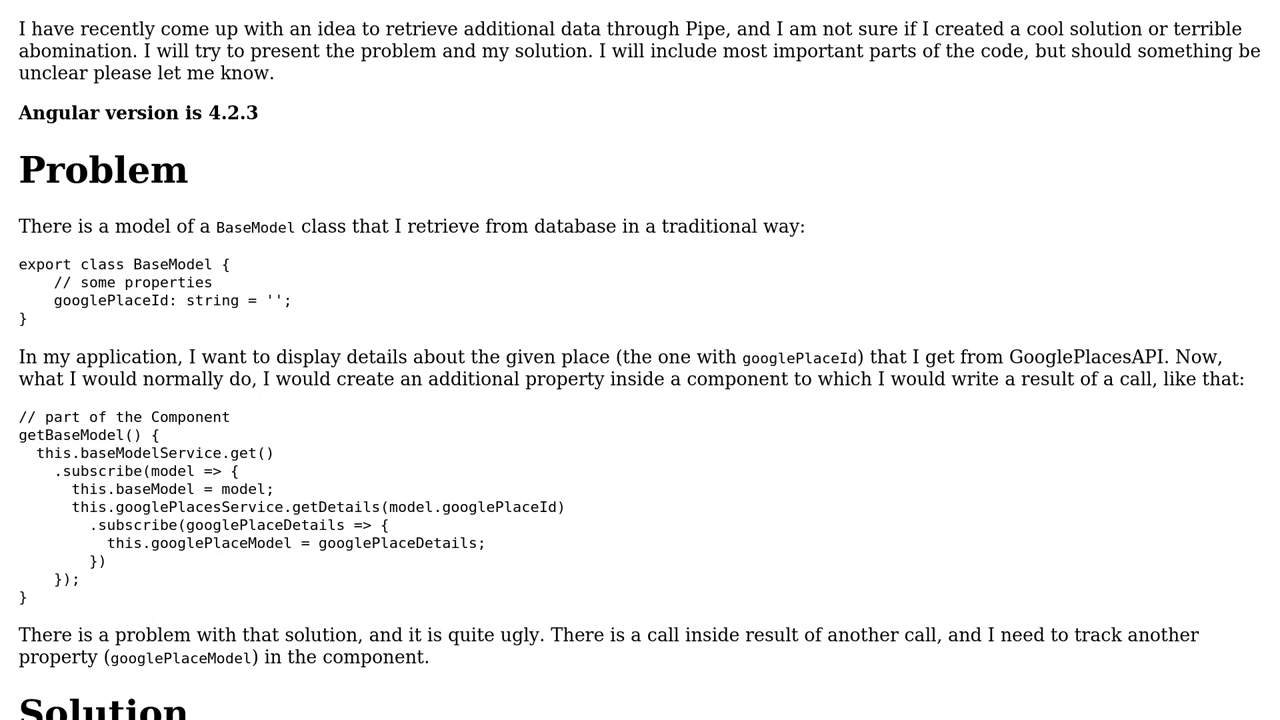 I have recently come up with an idea to retrieve additional data through Pipe, and I am not sure if I created a cool solution or terrible
abomination. I will try to present the problem and my solution. I will include most important parts of the code, but should something be
unclear please let me know.
Angular version is 4.2.3
Problem
There is a model of a BaseModel class that I retrieve from database in a traditional way:
export class BaseModel {
    // some properties
    googlePlaceId: string = '';
}
In my application, I want to display details about the given place (the one with googlePlaceId) that I get from GooglePlacesAPI. Now,
what I would normally do, I would create an additional property inside a component to which I would write a result of a call, like that:
// part of the Component
getBaseModel() {
  this.baseModelService.get()
    .subscribe(model => {
      this.baseModel = model;
      this.googlePlacesService.getDetails(model.googlePlaceId)
        .subscribe(googlePlaceDetails => {
          this.googlePlaceModel = googlePlaceDetails;
        })
    });
}
There is a problem with that solution, and it is quite ugly. There is a call inside result of another call, and I need to track another
property (googlePlaceModel) in the component.
Solution